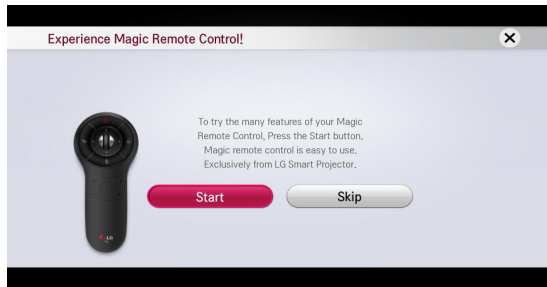 Experience Magic Remote Control!
To try the many features of your Magic
Remote Control, Press the Start button.
Magic remote control is easy to use.
Exclusively from LG Smart Projector.
Start
Skip
LG